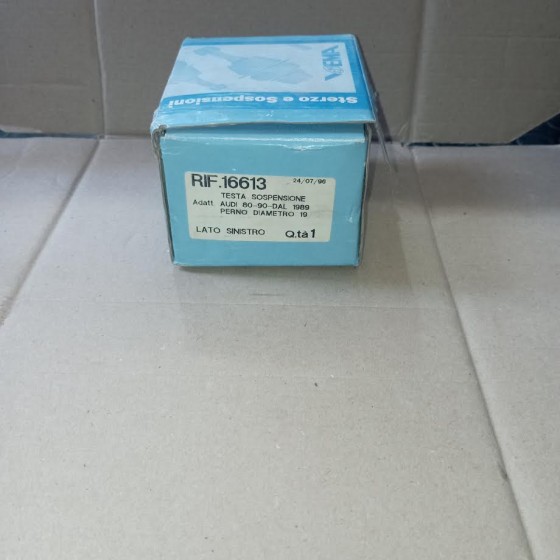 VEMA
Sterzo e Sospensioni
RIF.16613 24/07/96
TESTA SOSPENSIONE
Adatt. AUDI 80-90-DAL 1989
PERNO DIAMETRO 19
LATO SINISTRO Q.tà 1